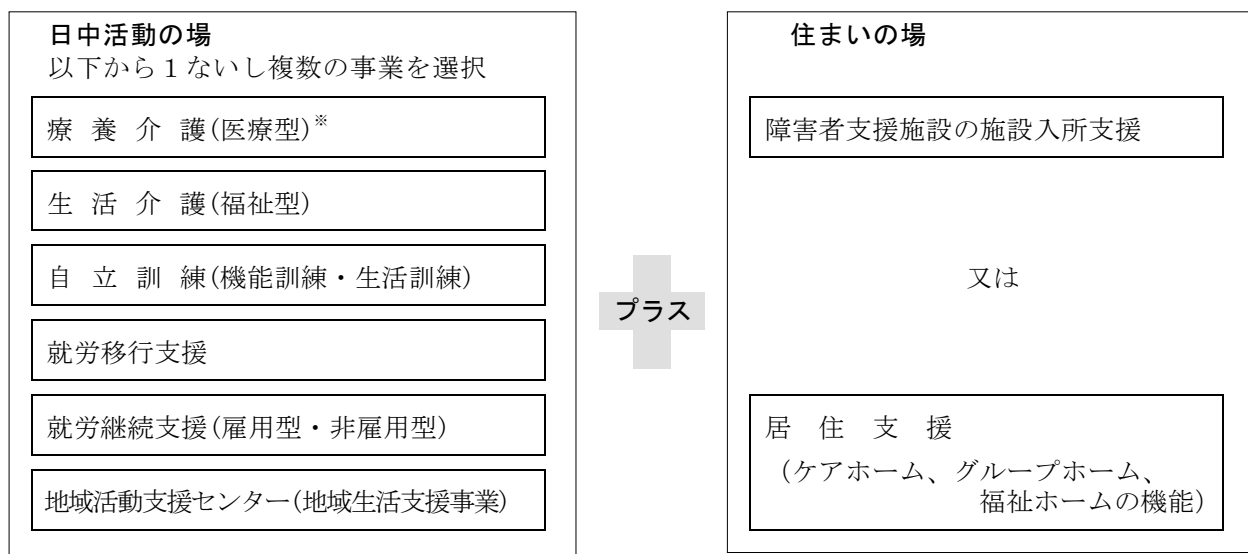 日中活動の場
以下から1ないし複数の事業を選択
療養介護(医療型)※
生活介護(福祉型)
自立訓練(機能訓練・生活訓練)
就労移行支援
就労継続支援(雇用型・非雇用型)
地域活動支援センター(地域生活支援事業)
プラス
住まいの場
障害者支援施設の施設入所支援
又は
居住支援
(ケアホーム、グループホーム、
福祉ホームの機能)